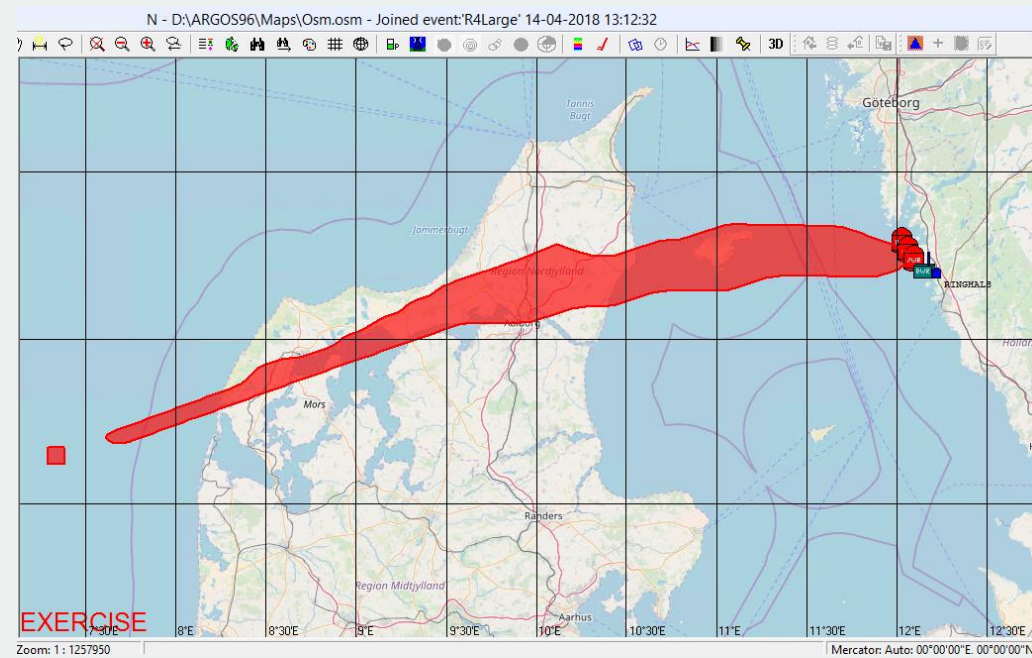 N - D:\ARGOS96\Maps\Osm.osm - Joined event:'R4Large' 14-04-2018 13:12:32
3D
Tannis
Bugt
Göteborg
Jammerbugt
Region Nordjylland
RINGHALS
Aalborg
Mors
Randers
Region Midtjylland
Aarhus
EXERCISE
7°30'E 8°E 8°30'E 9°E 9°30'E 10°E 10°30'E 11°E 11°30'E 12°E 12°30'E
Zoom: 1 : 1257950
Mercator: Auto: 00°00'00"E. 00°00'00"N